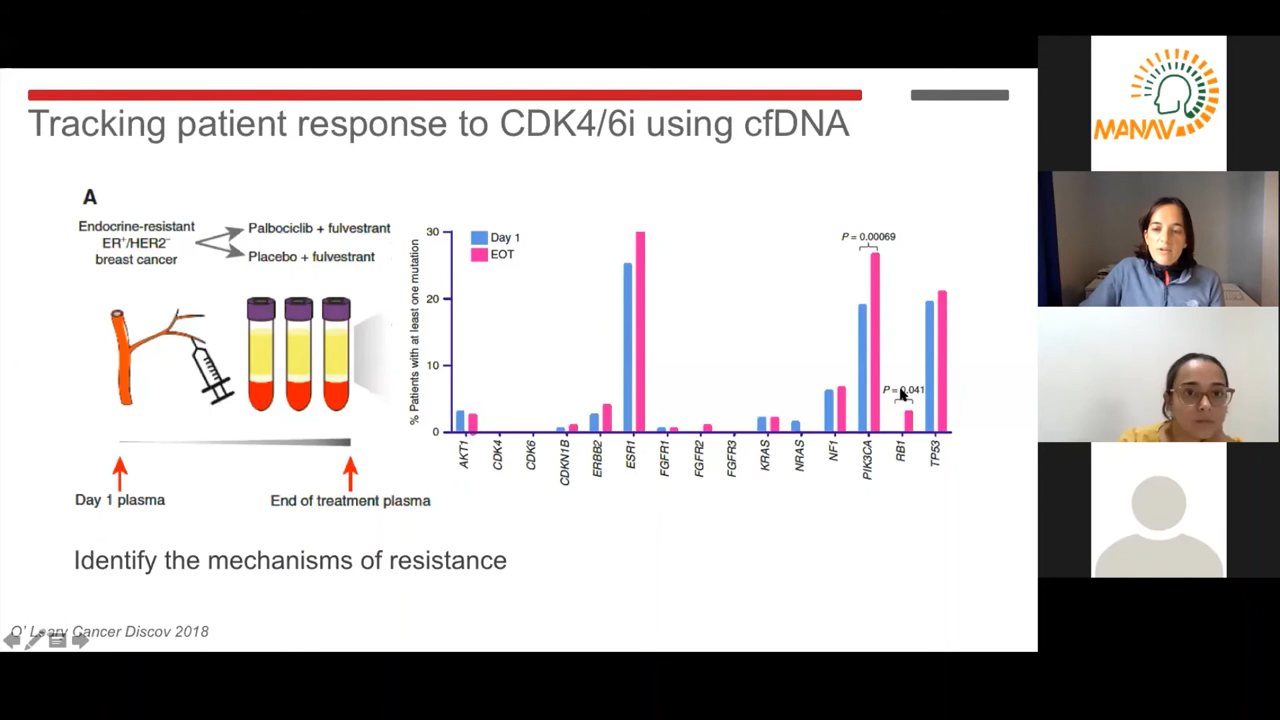 Tracking patient response to CDK4/6i using cfDNA
A
Endocrine-resistant
ER⁺/HER2⁻
breast cancer
Palbociclib + fulvestrant
Placebo + fulvestrant
Day 1 plasma
End of treatment plasma
% Patients with at least one mutation
30
20
10
0
Day 1
EOT
P = 0.00069
P = 0.041
AKT1
CDK4
CDK6
CDKN1B
ERBB2
ESR1
FGFR1
FGFR2
FGFR3
KRAS
NRAS
NF1
PIK3CA
RB1
TP53
Identify the mechanisms of resistance
O' Leary Cancer Discov 2018
MANAV